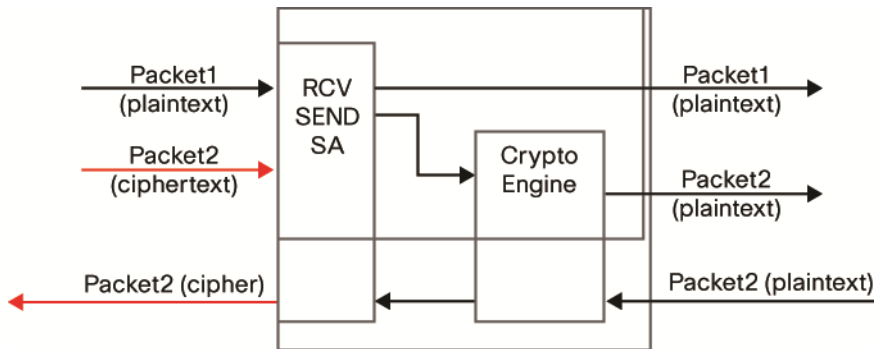 Packet1
(plaintext)
Packet2
(ciphertext)
RCV
SEND
SA
Crypto
Engine
Packet1
(plaintext)
Packet2
(plaintext)
Packet2 (cipher)
Packet2 (plaintext)